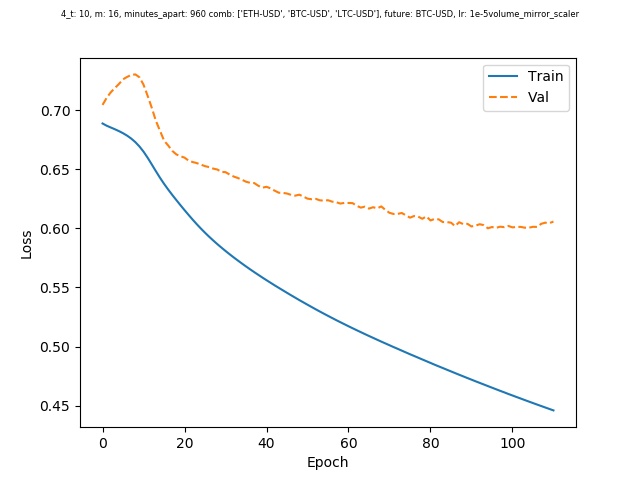 4_t: 10, m: 16, minutes_apart: 960 comb: ['ETH-USD', 'BTC-USD', 'LTC-USD'], future: BTC-USD, lr: 1e-5volume_mirror_scaler
Train
Val
0.70
0.65
0.60
0.55
0.50
0.45
Loss
0 20 40 60 80 100
Epoch